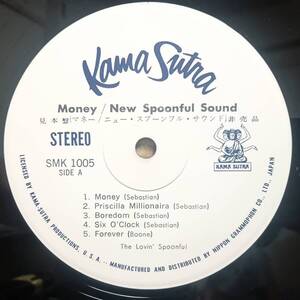 Kama Sutra
Money / New Spoonful Sound
見本盤「マネー/ニュー・スプーンフル・サウンド」非売品
STEREO
SMK 1005
SIDE A
KAMA SUTRA
1. Money (Sebastian)
2. Priscilla Millionaira (Sebastian)
3. Boredom (Sebastian)
4. Six O'Clock (Sebastian)
5. Forever (Boone)
The Lovin' Spoonful
LICENSED BY KAMA-SUTRA PRODUCTIONS, U.S.A. - MANUFACTURED AND DISTRIBUTED BY NIPPON GRAMMOPHON CO., LTD., JAPAN